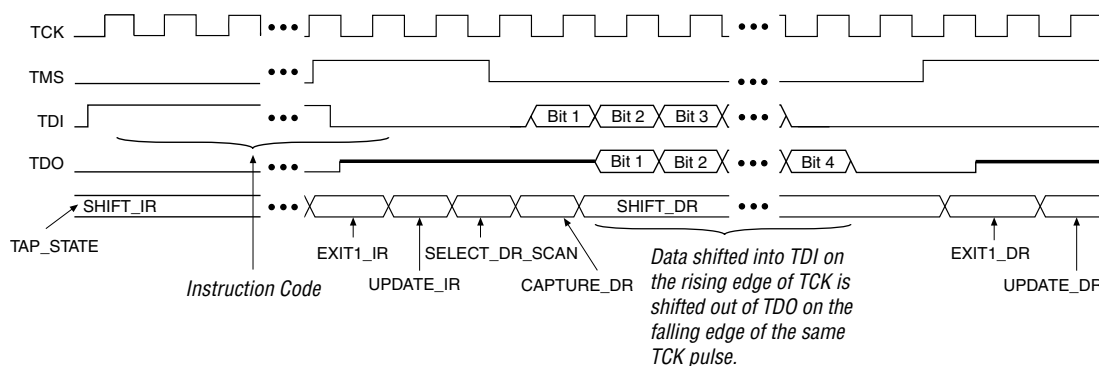 TCK
TMS
TDI
Bit 1 Bit 2 Bit 3
TDO
Bit 1 Bit 2 Bit 4
SHIFT_IR SHIFT_DR
TAP_STATE
EXIT1_IR SELECT_DR_SCAN EXIT1_DR
Instruction Code
UPDATE_IR CAPTURE_DR UPDATE_DR
Data shifted into TDI on
the rising edge of TCK is
shifted out of TDO on the
falling edge of the same
TCK pulse.